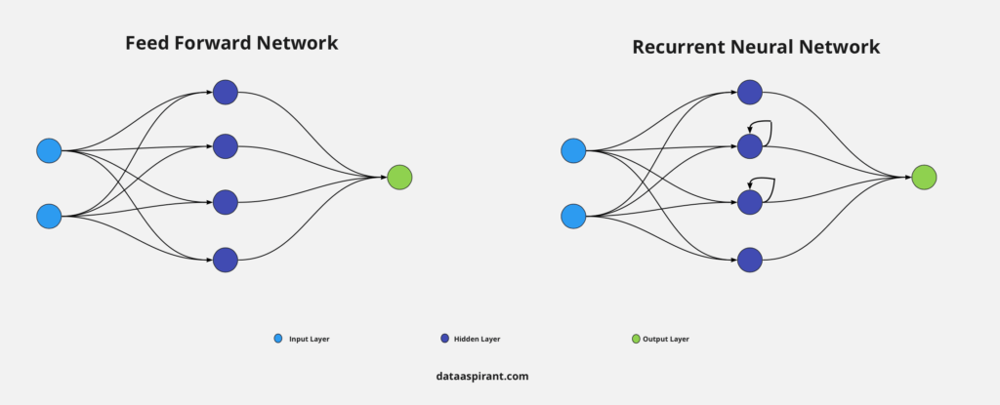 Feed Forward Network
Recurrent Neural Network
Input Layer
Hidden Layer
Output Layer
dataaspirant.com